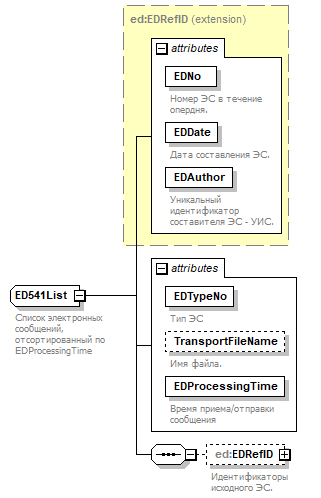 ed:EDRefID (extension)
attributes
EDNo
Номер ЭС в течение
опердня.
EDDate
Дата составления ЭС.
EDAuthor
Уникальный
идентификатор
составителя ЭС - УИС.
ED541List
Список электронных
сообщений,
отсортированный по
EDProcessingTime
attributes
EDTypeNo
Тип ЭС
TransportFileName
Имя файла.
EDProcessingTime
Время приема/отправки
сообщения
ed:EDRefID
Идентификаторы
исходного ЭС.